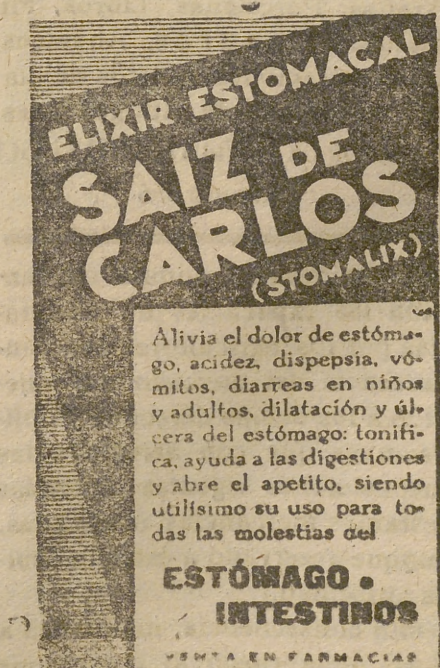 ELIXIR ESTOMACAL
SAIZ DE
CARLOS
(STOMALIX)
Alivia el dolor de estóma-
go, acidez, dispepsia, vó-
mitos, diarreas en niños
y adultos, dilatación y úl-
cera del estómago: tonifi-
ca, ayuda a las digestiones
y abre el apetito, siendo
utilísimo su uso para to-
das las molestias del
ESTÓMAGO e
INTESTINOS
VENTA EN FARMACIAS